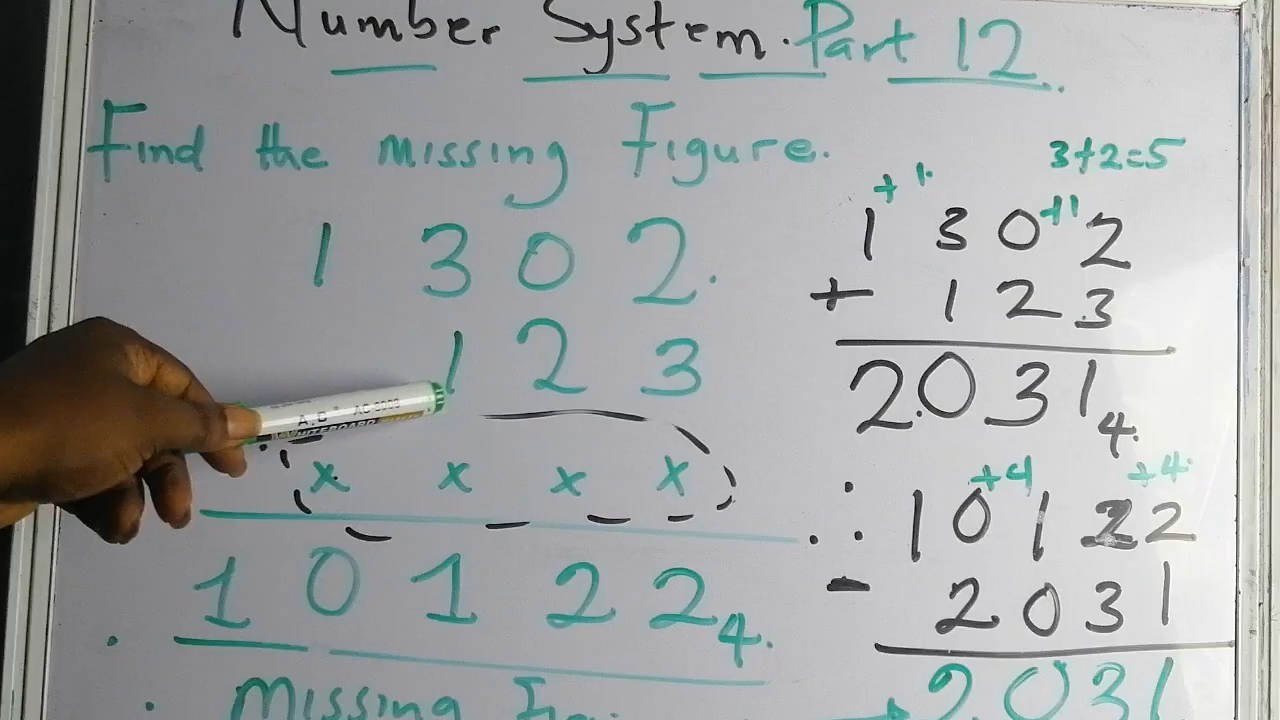 Number System. Part 12.
Find the missing Figure.
1 3 0 2.
1 2 3
x x x x
1 0 1 2 2 4.
Missing
3+2=5
+1. +1
1 3 0 2
+ 1 2 3
2 0 3 1 4.
+4 +4.
∴ 1 0 1 2 2
- 2 0 3 1
2 0 3 1